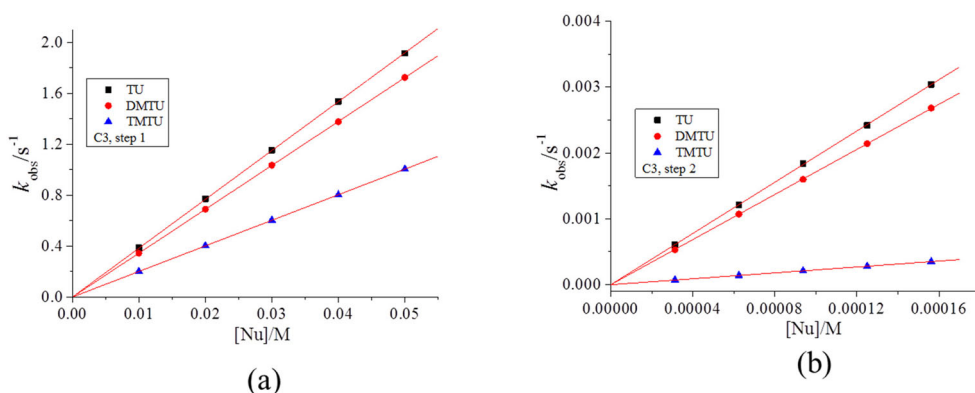 2.0
1.6
1.2
0.8
0.4
0.0
kobs/s-1
TU
DMTU
TMTU
C3, step 1
0.00 0.01 0.02 0.03 0.04 0.05
[Nu]/M
(a)
0.004
0.003
0.002
0.001
0.000
kobs/s-1
TU
DMTU
TMTU
C3, step 2
0.00000 0.00004 0.00008 0.00012 0.00016
[Nu]/M
(b)